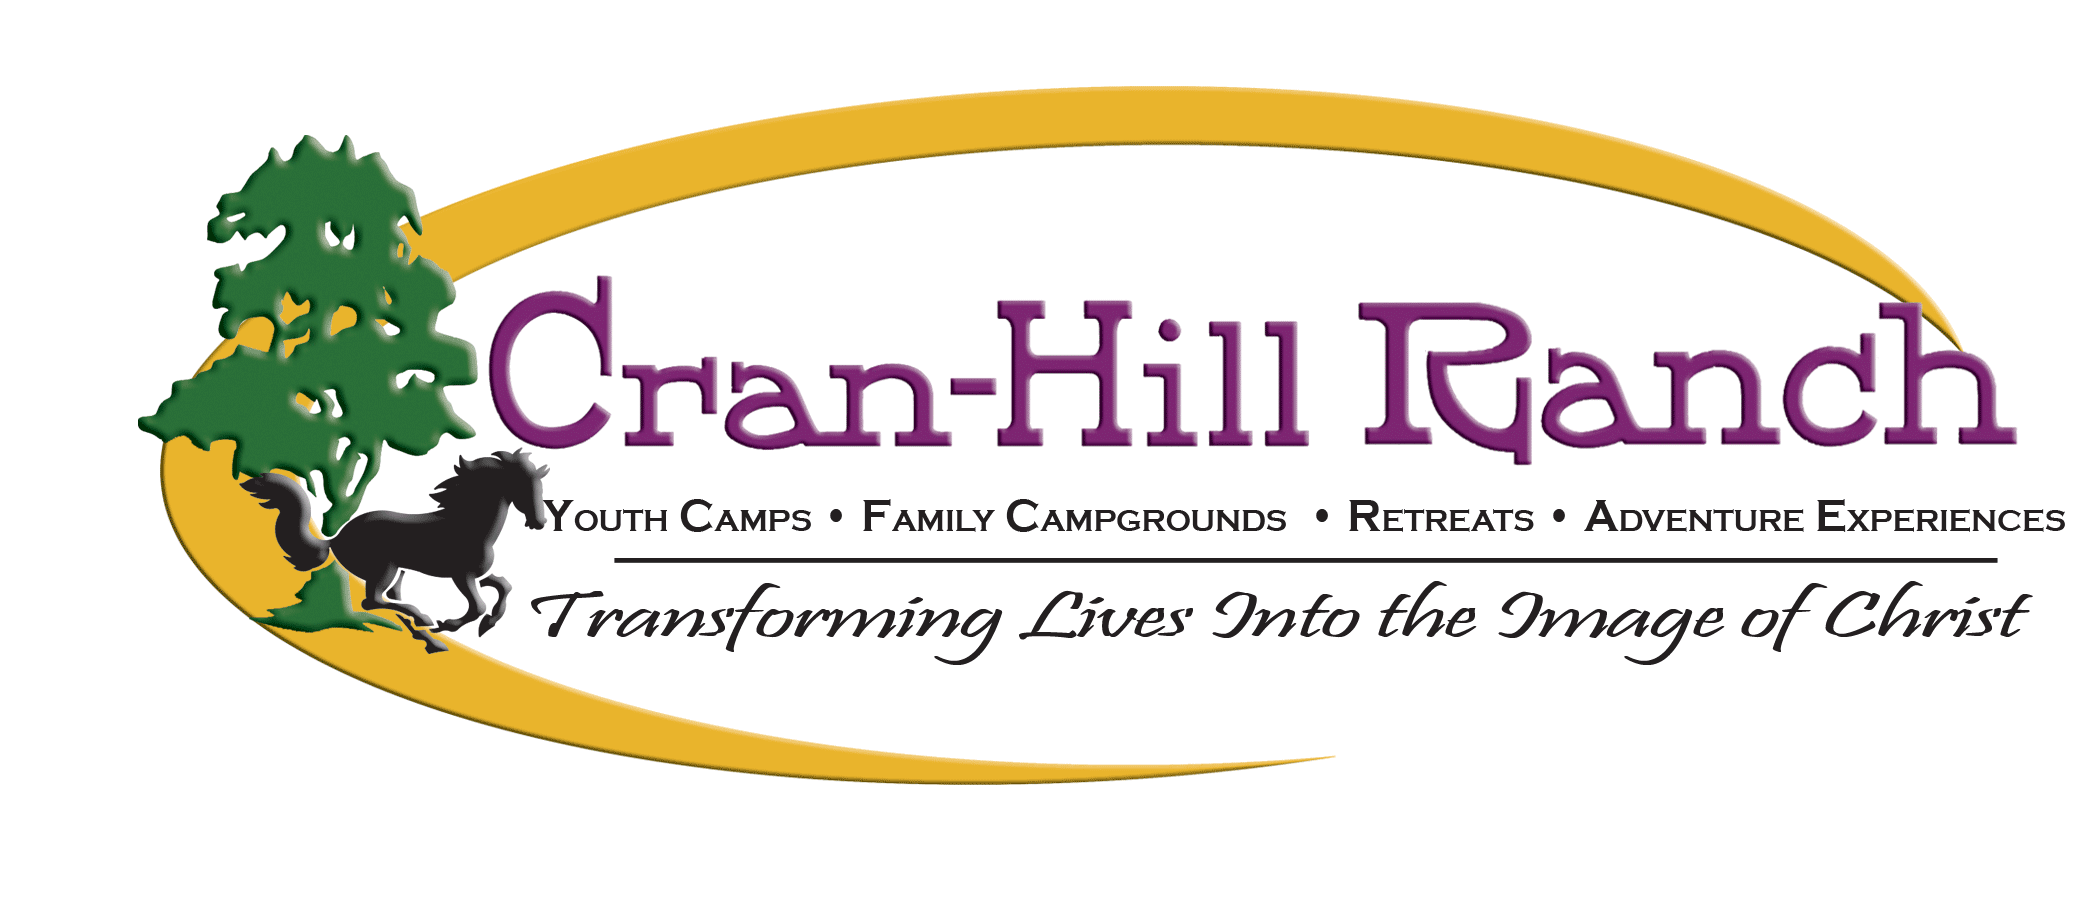 Cran-Hill Ranch
Youth Camps • Family Campgrounds • Retreats • Adventure Experiences
Transforming Lives Into the Image of Christ